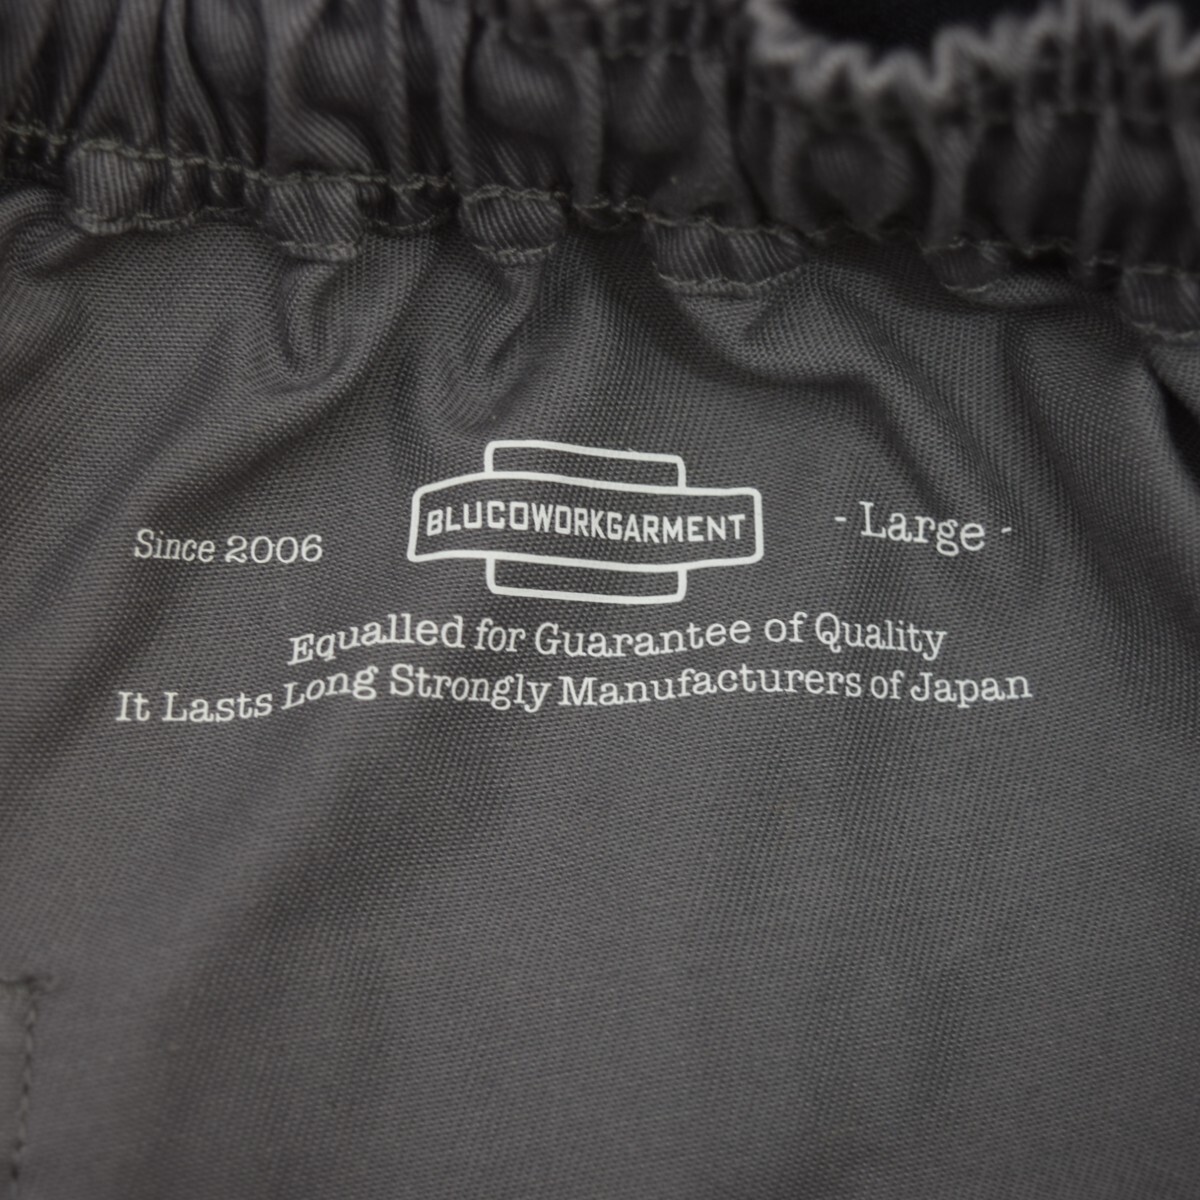 BLUCOWORKGARMENT
Since 2006
- Large -
Equalled for Guarantee of Quality
It Lasts Long Strongly Manufacturers of Japan